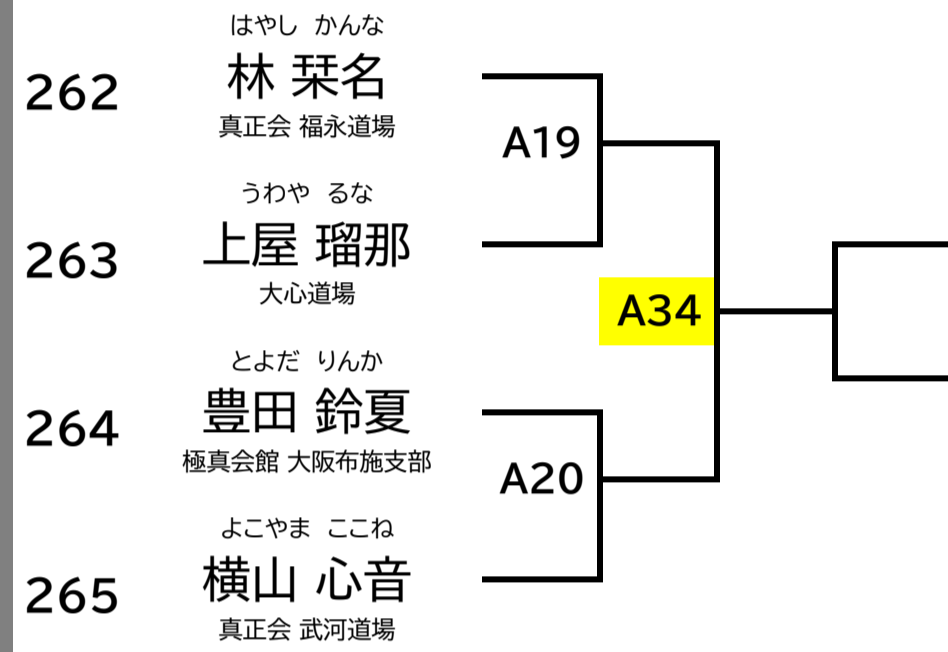 はやし かんな
262
林 栞名
真正会 福永道場
A19
うわや るな
263
上屋 瑠那
大心道場
A34
とよだ りんか
264
豊田 鈴夏
極真会館 大阪布施支部
A20
よこやま ここね
265
横山 心音
真正会 武河道場